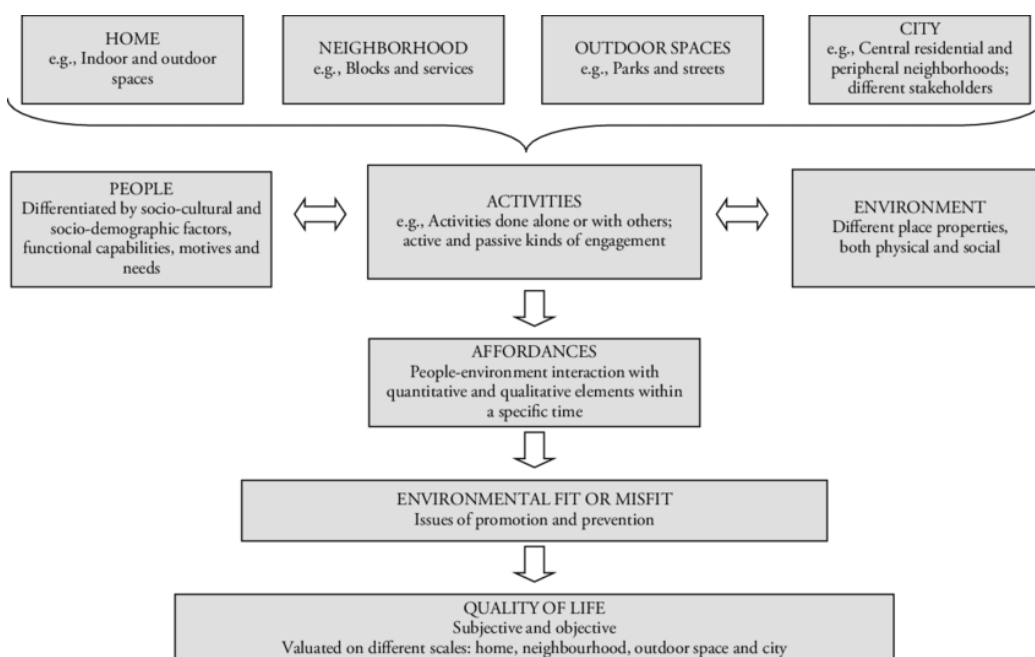 HOME
e.g., Indoor and outdoor
spaces
NEIGHBORHOOD
e.g., Blocks and services
OUTDOOR SPACES
e.g., Parks and streets
CITY
e.g., Central residential and
peripheral neighborhoods;
different stakeholders
PEOPLE
Differentiated by socio-cultural and
socio-demographic factors,
functional capabilities, motives and
needs
ACTIVITIES
e.g., Activities done alone or with others;
active and passive kinds of engagement
ENVIRONMENT
Different place properties,
both physical and social
AFFORDANCES
People-environment interaction with
quantitative and qualitative elements within
a specific time
ENVIRONMENTAL FIT OR MISFIT
Issues of promotion and prevention
QUALITY OF LIFE
Subjective and objective
Valuated on different scales: home, neighbourhood, outdoor space and city